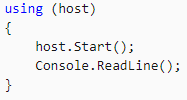 using (host)
{
    host.Start();
    Console.ReadLine();
}